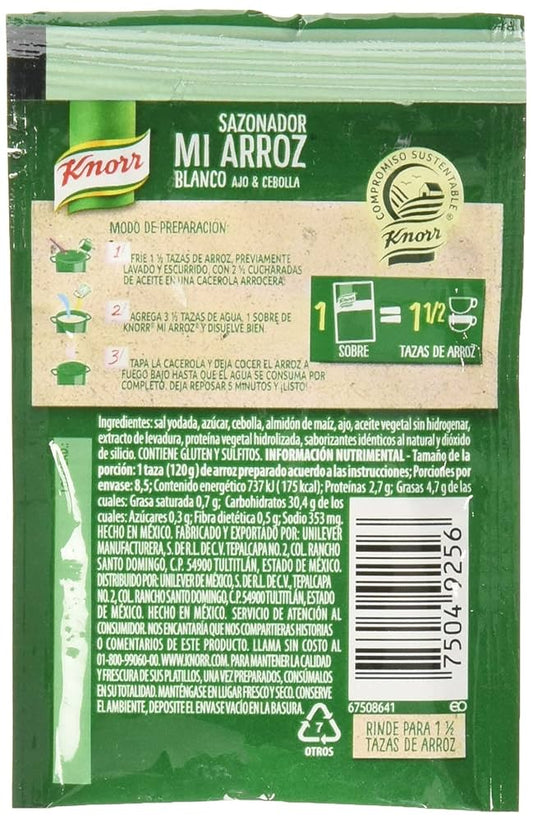 Knorr
SAZONADOR
MI ARROZ
BLANCO AJO & CEBOLLA
COMPROMISO SUSTENTABLE
®
Knorr
MODO DE PREPARACIÓN:
1 FRIE 1 ½ TAZAS DE ARROZ, PREVIAMENTE
LAVADO Y ESCURRIDO, CON 2 ½ CUCHARADAS
DE ACEITE EN UNA CACEROLA ARROCERA.
2 AGREGA 3 ½ TAZAS DE AGUA, 1 SOBRE DE
KNORR® MI ARROZ® Y DISUELVE BIEN.
3 TAPA LA CACEROLA Y DEJA COCER EL ARROZ A
FUEGO BAJO HASTA QUE EL AGUA SE CONSUMA POR
COMPLETO. DEJA REPOSAR 5 MINUTOS Y ¡LISTO!
1 = 1 1/2
SOBRE TAZAS DE ARROZ
Ingredientes: sal yodada, azúcar, cebolla, almidón de maíz, ajo, aceite vegetal sin hidrogenar,
extracto de levadura, proteína vegetal hidrolizada, saborizantes idénticos al natural y dióxido
de silicio. CONTIENE GLUTEN Y SULFITOS. INFORMACIÓN NUTRIMENTAL - Tamaño de la
porción: 1 taza (120 g) de arroz preparado acuerdo a las instrucciones; Porciones por
envase: 8,5; Contenido energético 737 kJ ( 175 kcal); Proteínas 2,7 g; Grasas 4,7 g de las
cuales: Grasa saturada 0,7 g; Carbohidratos 30,4 g de los
cuales: Azúcares 0,3 g; Fibra dietética 0,5 g; Sodio 353 mg.
HECHO EN MÉXICO. FABRICADO Y EXPORTADO POR: UNILEVER
MANUFACTURERA, S. DE R.L. DE C.V. TEPALCAPA NO. 2, COL. RANCHO
SANTO DOMINGO, C.P. 54900 TULTITLÁN, ESTADO DE MÉXICO.
DISTRIBUIDO POR: UNILEVER DE MÉXICO, S. DE R.L. DE C.V., TEPALCAPA
NO. 2, COL. RANCHO SANTO DOMINGO, C.P. 54900 TULTITLÁN, ESTADO
DE MÉXICO. HECHO EN MÉXICO. SERVICIO DE ATENCIÓN AL
CONSUMIDOR. NOS ENCANTARÍA QUE NOS COMPARTIERAS HISTORIAS
O COMENTARIOS DE ESTE PRODUCTO. LLAMA SIN COSTO AL
01-800-99060-00. WWW.KNORR.COM. PARA MANTENER LA CALIDAD
Y FRESCURA DE SUS PLATILLOS, UNA VEZ PREPARADOS, CONSÚMALOS
EN SU TOTALIDAD. MANTÉNGASE EN LUGAR FRESCO Y SECO. CONSERVE
EL AMBIENTE, DEPOSITE EL ENVASE VACÍO EN LA BASURA.
7504 9256
67508641
7
OTROS
RINDE PARA 1 ½
TAZAS DE ARROZ